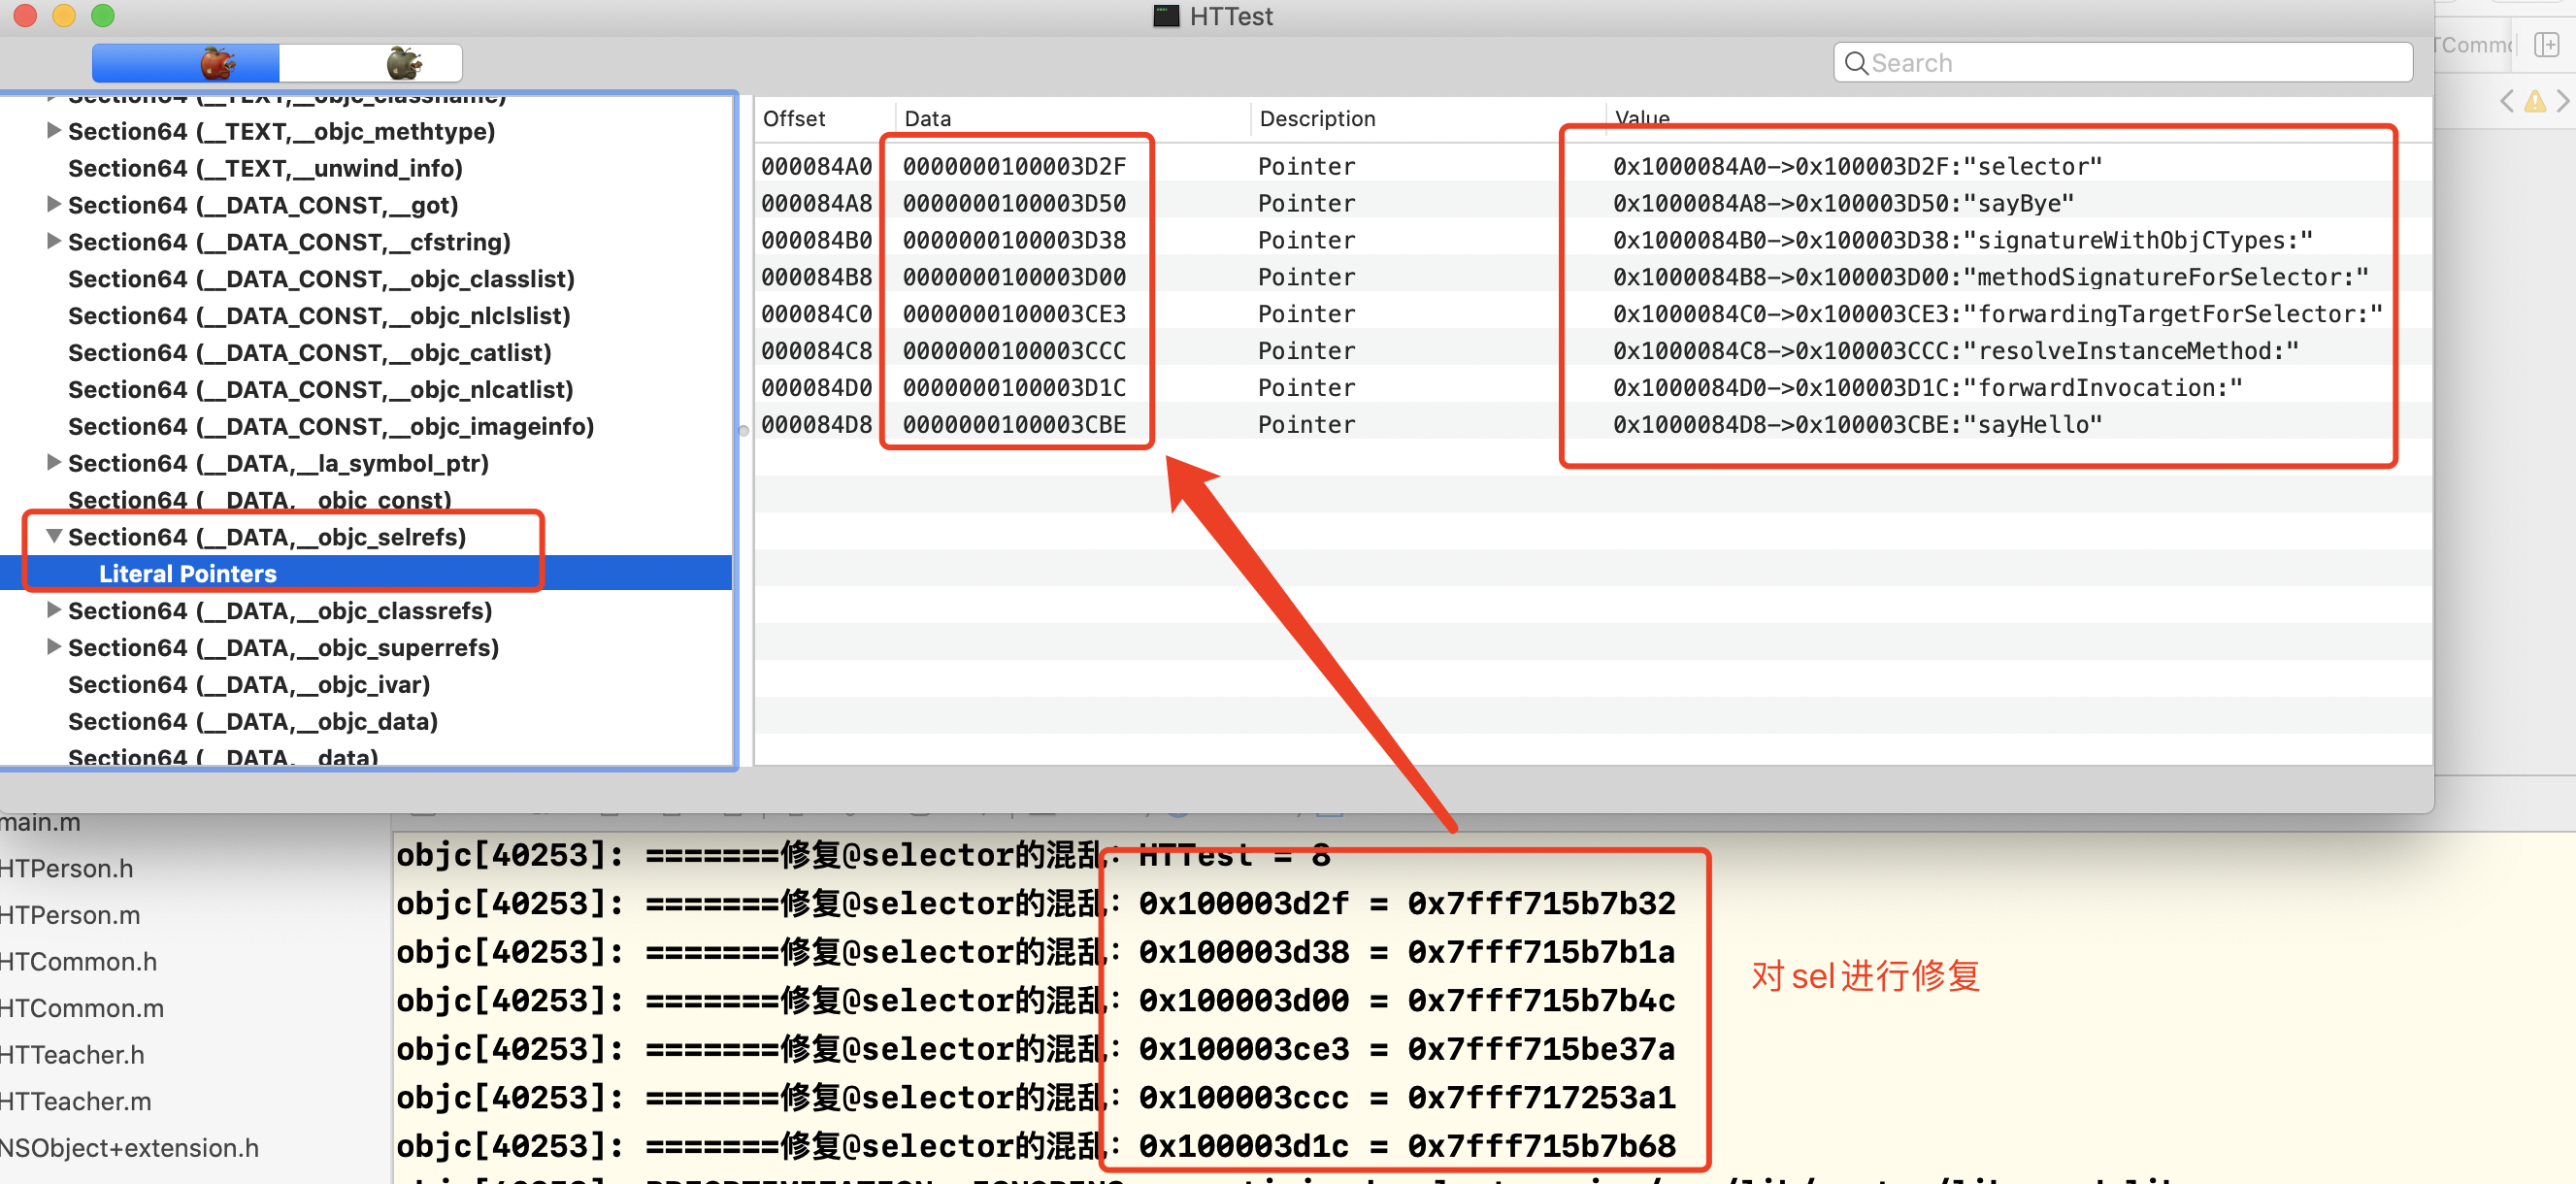 HTTest
Search
TComm
Section64 (__TEXT,__objc_classname)
Section64 (__TEXT,__objc_methtype)
Section64 (__TEXT,__unwind_info)
Section64 (__DATA_CONST,__got)
Section64 (__DATA_CONST,__cfstring)
Section64 (__DATA_CONST,__objc_classlist)
Section64 (__DATA_CONST,__objc_nlclslist)
Section64 (__DATA_CONST,__objc_catlist)
Section64 (__DATA_CONST,__objc_nlcatlist)
Section64 (__DATA_CONST,__objc_imageinfo)
Section64 (__DATA,__la_symbol_ptr)
Section64 (__DATA,__objc_const)
Section64 (__DATA,__objc_selrefs)
Literal Pointers
Section64 (__DATA,__objc_classrefs)
Section64 (__DATA,__objc_superrefs)
Section64 (__DATA,__objc_ivar)
Section64 (__DATA,__objc_data)
Section64 (__DATA,__data)
Offset Data Description Value
000084A0 0000000100003D2F Pointer 0x1000084A0->0x100003D2F:"selector"
000084A8 0000000100003D50 Pointer 0x1000084A8->0x100003D50:"sayBye"
000084B0 0000000100003D38 Pointer 0x1000084B0->0x100003D38:"signatureWithObjCTypes:"
000084B8 0000000100003D00 Pointer 0x1000084B8->0x100003D00:"methodSignatureForSelector:"
000084C0 0000000100003CE3 Pointer 0x1000084C0->0x100003CE3:"forwardingTargetForSelector:"
000084C8 0000000100003CCC Pointer 0x1000084C8->0x100003CCC:"resolveInstanceMethod:"
000084D0 0000000100003D1C Pointer 0x1000084D0->0x100003D1C:"forwardInvocation:"
000084D8 0000000100003CBE Pointer 0x1000084D8->0x100003CBE:"sayHello"
main.m
HTPerson.h
HTPerson.m
HTCommon.h
HTCommon.m
HTTeacher.h
HTTeacher.m
NSObject+extension.h
objc[40253]: =======修复@selector的混乱: HTTest = 8
objc[40253]: =======修复@selector的混乱: 0x100003d2f = 0x7fff715b7b32
objc[40253]: =======修复@selector的混乱: 0x100003d38 = 0x7fff715b7b1a
objc[40253]: =======修复@selector的混乱: 0x100003d00 = 0x7fff715b7b4c
objc[40253]: =======修复@selector的混乱: 0x100003ce3 = 0x7fff715be37a
objc[40253]: =======修复@selector的混乱: 0x100003ccc = 0x7fff717253a1
objc[40253]: =======修复@selector的混乱: 0x100003d1c = 0x7fff715b7b68
对sel进行修复